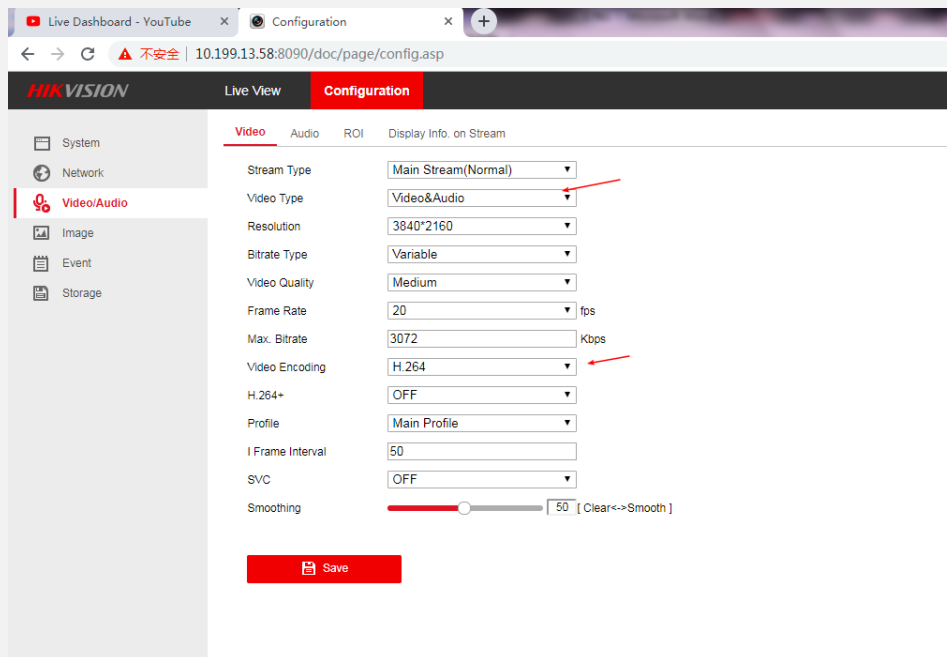 Live Dashboard - YouTube × Configuration × +
不安全 | 10.199.13.58:8090/doc/page/config.asp
HIKVISION Live View Configuration
Video Audio ROI Display Info. on Stream
System
Network
Video/Audio
Image
Event
Storage
Stream Type Main Stream(Normal)
Video Type Video&Audio
Resolution 3840*2160
Bitrate Type Variable
Video Quality Medium
Frame Rate 20 fps
Max. Bitrate 3072 Kbps
Video Encoding H.264
H.264+ OFF
Profile Main Profile
I Frame Interval 50
SVC OFF
Smoothing 50 [ Clear<->Smooth ]
Save